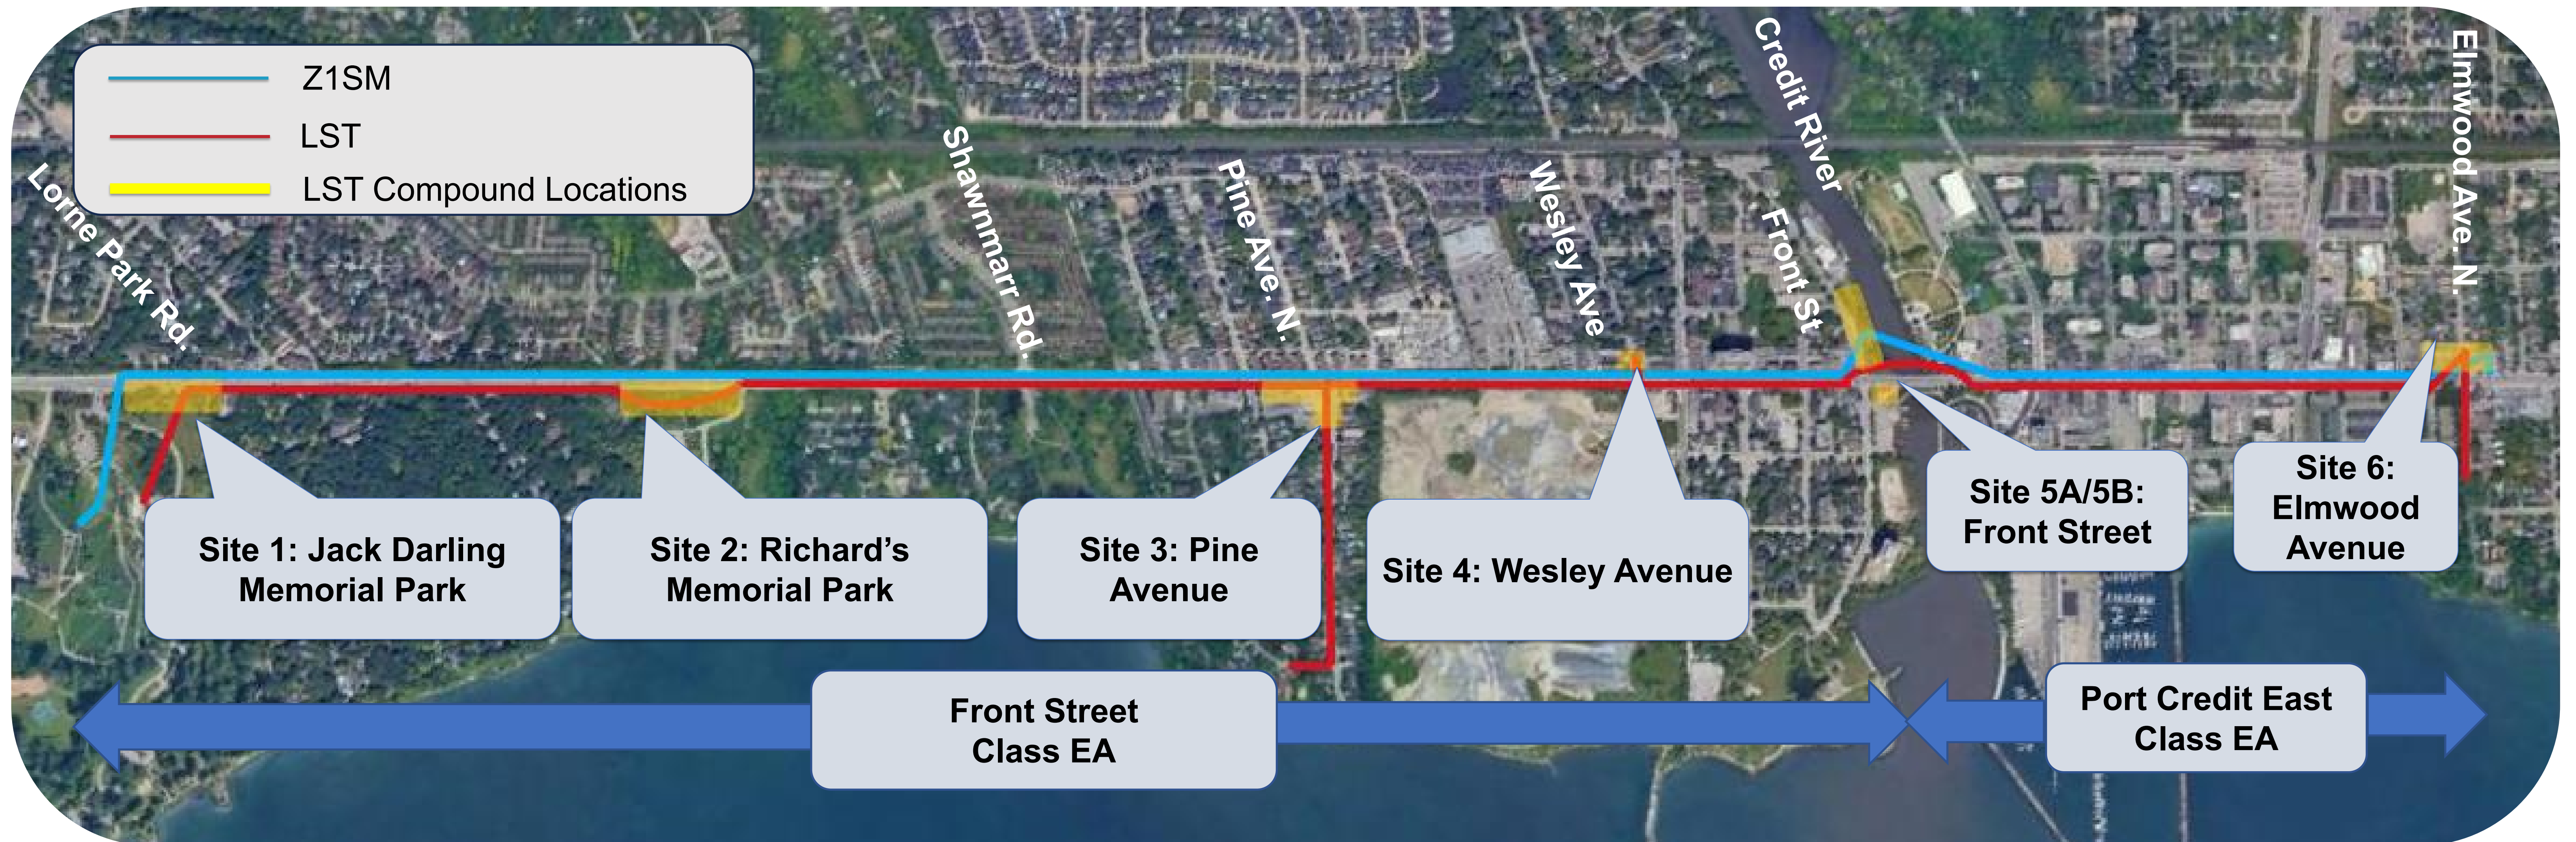 Z1SM
LST
LST Compound Locations
Lorne Park Rd.
Shawnmarr Rd.
Pine Ave. N.
Wesley Ave
Front St
Credit River
Elmwood Ave. N.
Site 1: Jack Darling
Memorial Park
Site 2: Richard’s
Memorial Park
Site 3: Pine
Avenue
Site 4: Wesley Avenue
Site 5A/5B:
Front Street
Site 6:
Elmwood
Avenue
Front Street
Class EA
Port Credit East
Class EA